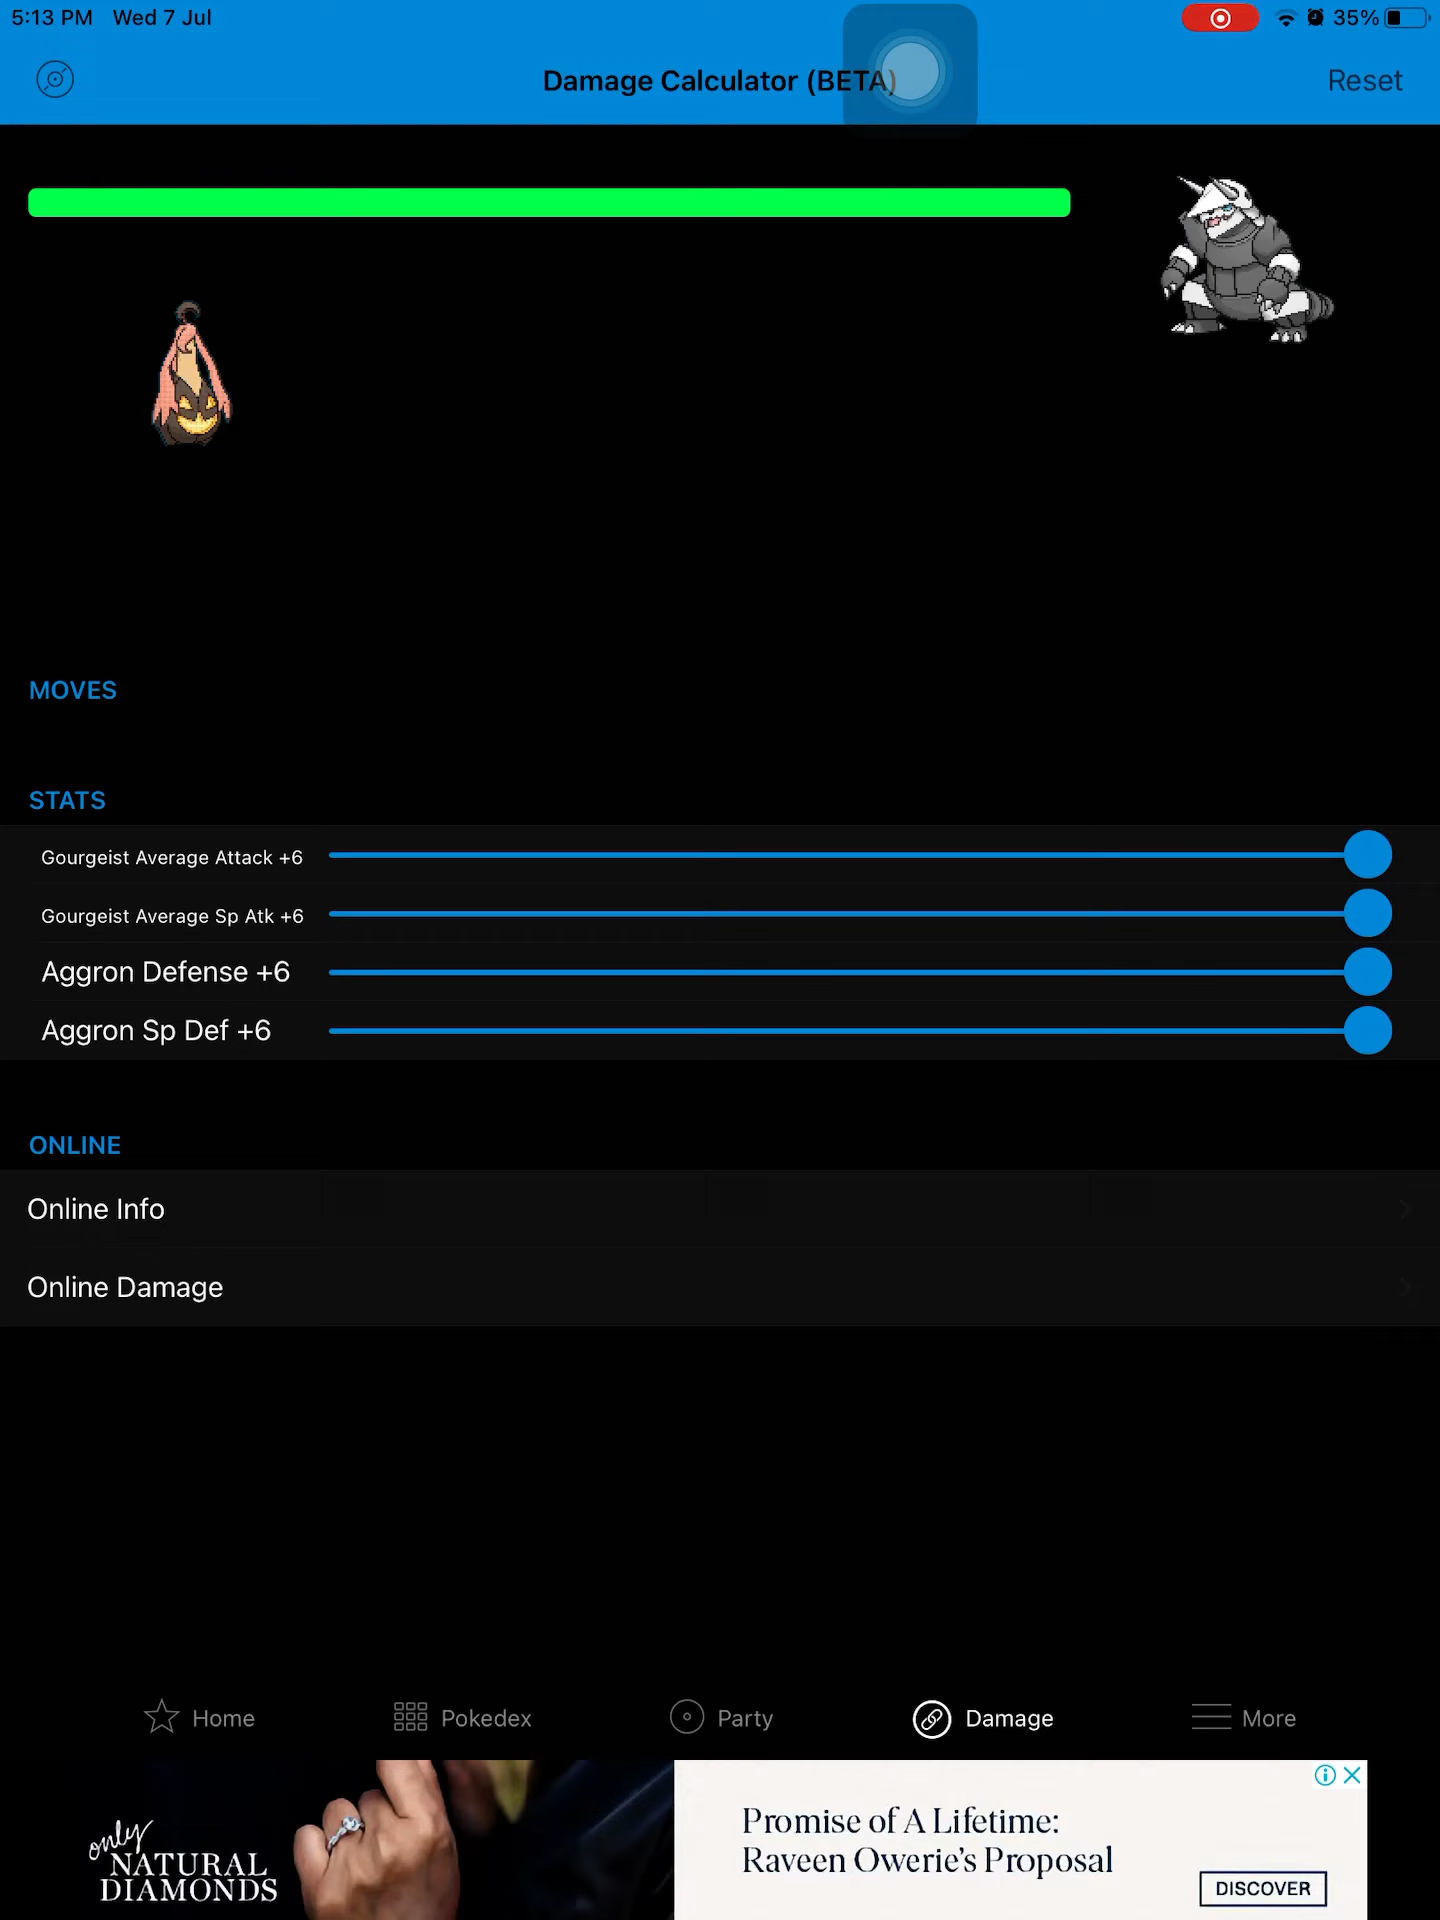 5:13 PM Wed 7 Jul
35%
Damage Calculator (BETA)
Reset
MOVES
STATS
Gourgeist Average Attack +6
Gourgeist Average Sp Atk +6
Aggron Defense +6
Aggron Sp Def +6
ONLINE
Online Info
Online Damage
Home
Pokedex
Party
Damage
More
only
NATURAL
DIAMONDS
Promise of A Lifetime:
Raveen Owerie's Proposal
DISCOVER